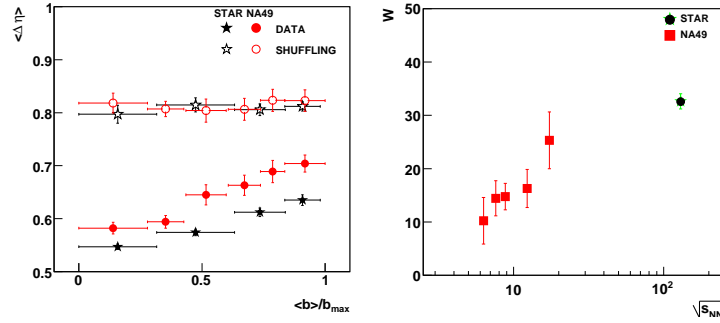 STAR NA49
DATA
SHUFFLING
<Δ η>
1
0.9
0.8
0.7
0.6
0.5
0
0.5
1
<b>/b_max
STAR
NA49
W
50
40
30
20
10
0
10
10²
√s_NN